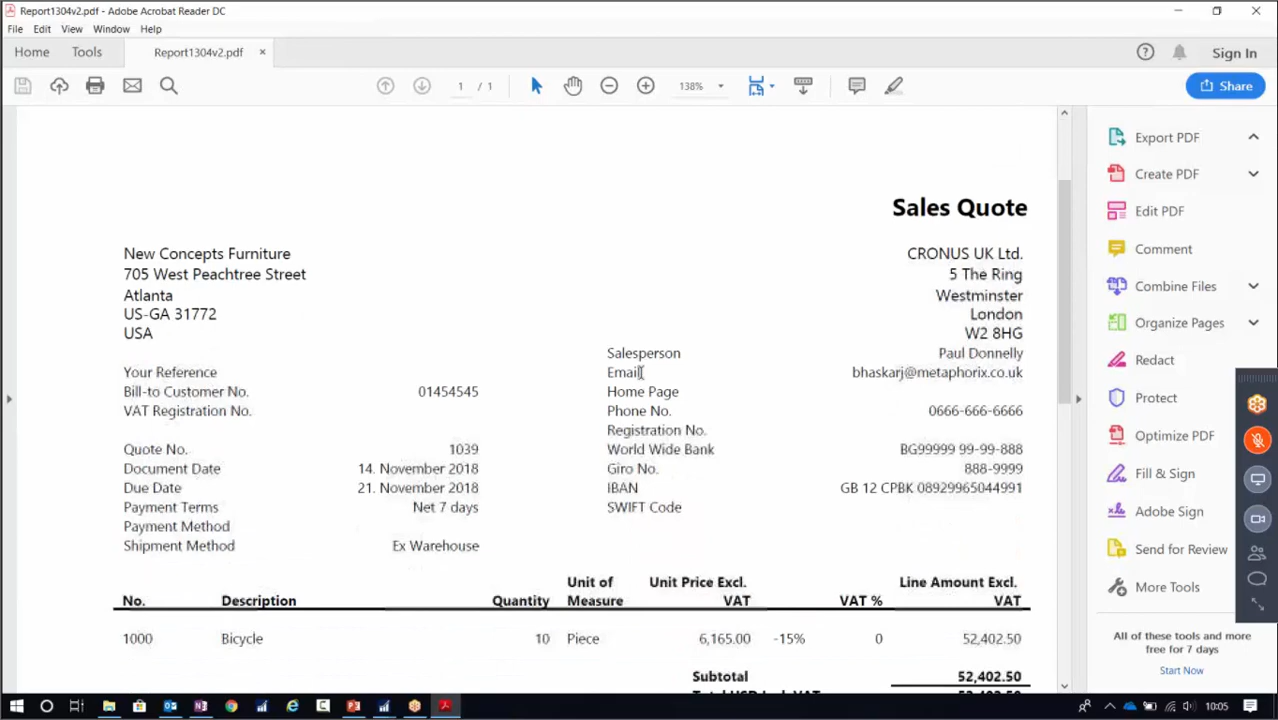 Report1304v2.pdf - Adobe Acrobat Reader DC
File Edit View Window Help
Home Tools Report1304v2.pdf × Sign In
1 / 1 138% Share
Sales Quote
New Concepts Furniture CRONUS UK Ltd.
705 West Peachtree Street 5 The Ring
Atlanta Westminster
US-GA 31772 London
USA W2 8HG
Salesperson Paul Donnelly
Your Reference Email bhaskarj@metaphorix.co.uk
Bill-to Customer No. 01454545 Home Page
VAT Registration No. Phone No. 0666-666-6666
Registration No.
Quote No. 1039 World Wide Bank BG99999 99-99-888
Document Date 14. November 2018 Giro No. 888-9999
Due Date 21. November 2018 IBAN GB 12 CPBK 08929965044991
Payment Terms Net 7 days SWIFT Code
Payment Method
Shipment Method Ex Warehouse
Unit of Unit Price Excl. Line Amount Excl.
No. Description Quantity Measure VAT VAT % VAT
1000 Bicycle 10 Piece 6,165.00 -15% 0 52,402.50
Subtotal 52,402.50
Total USD Incl. VAT 52,402.50
Export PDF
Create PDF
Edit PDF
Comment
Combine Files
Organize Pages
Redact
Protect
Optimize PDF
Fill & Sign
Adobe Sign
Send for Review
More Tools
All of these tools and more
free for 7 days
Start Now
10:05